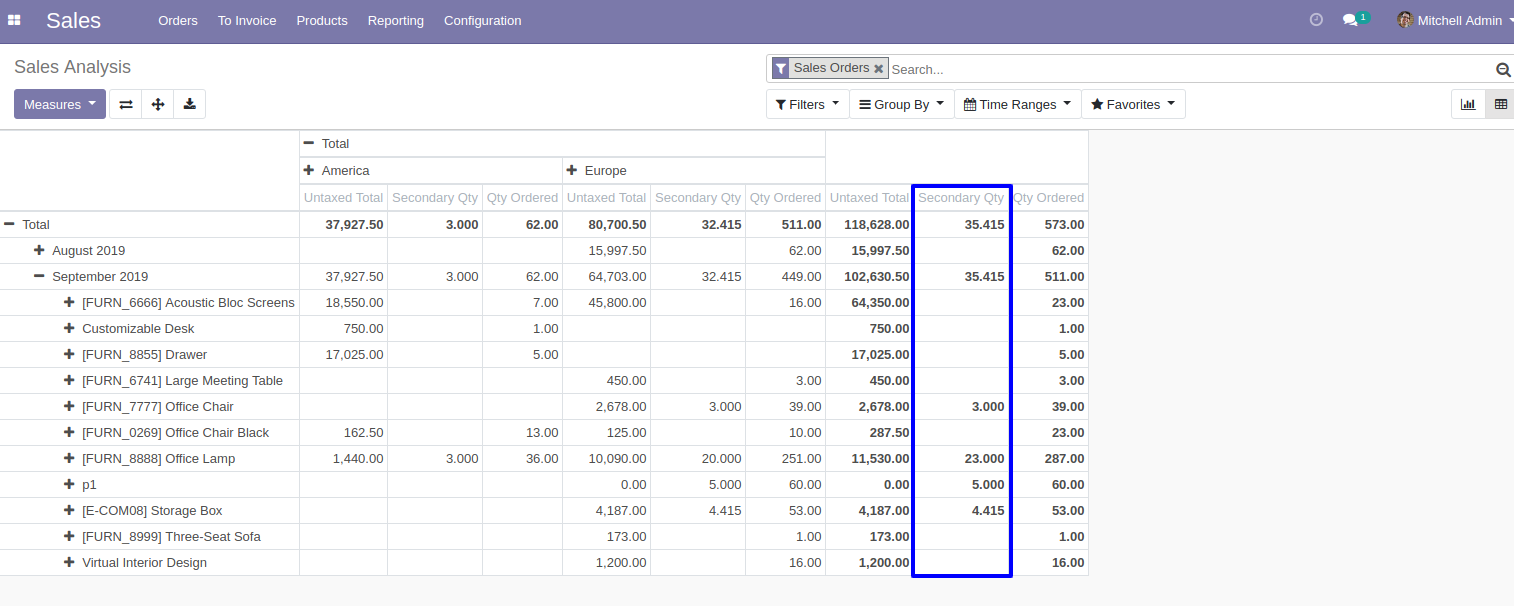 Sales Orders To Invoice Products Reporting Configuration 1 Mitchell Admin
Sales Analysis Sales Orders Search...
Measures Filters Group By Time Ranges Favorites
Total
America Europe
Untaxed Total Secondary Qty Qty Ordered Untaxed Total Secondary Qty Qty Ordered Untaxed Total Secondary Qty Qty Ordered
Total 37,927.50 3.000 62.00 80,700.50 32.415 511.00 118,628.00 35.415 573.00
August 2019 15,997.50 62.00 15,997.50 62.00
September 2019 37,927.50 3.000 62.00 64,703.00 32.415 449.00 102,630.50 35.415 511.00
[FURN_6666] Acoustic Bloc Screens 18,550.00 7.00 45,800.00 16.00 64,350.00 23.00
Customizable Desk 750.00 1.00 750.00 1.00
[FURN_8855] Drawer 17,025.00 5.00 17,025.00 5.00
[FURN_6741] Large Meeting Table 450.00 3.00 450.00 3.00
[FURN_7777] Office Chair 2,678.00 3.000 39.00 2,678.00 3.000 39.00
[FURN_0269] Office Chair Black 162.50 13.00 125.00 10.00 287.50 23.00
[FURN_8888] Office Lamp 1,440.00 3.000 36.00 10,090.00 20.000 251.00 11,530.00 23.000 287.00
p1 0.00 5.000 60.00 0.00 5.000 60.00
[E-COM08] Storage Box 4,187.00 4.415 53.00 4,187.00 4.415 53.00
[FURN_8999] Three-Seat Sofa 173.00 1.00 173.00 1.00
Virtual Interior Design 1,200.00 16.00 1,200.00 16.00